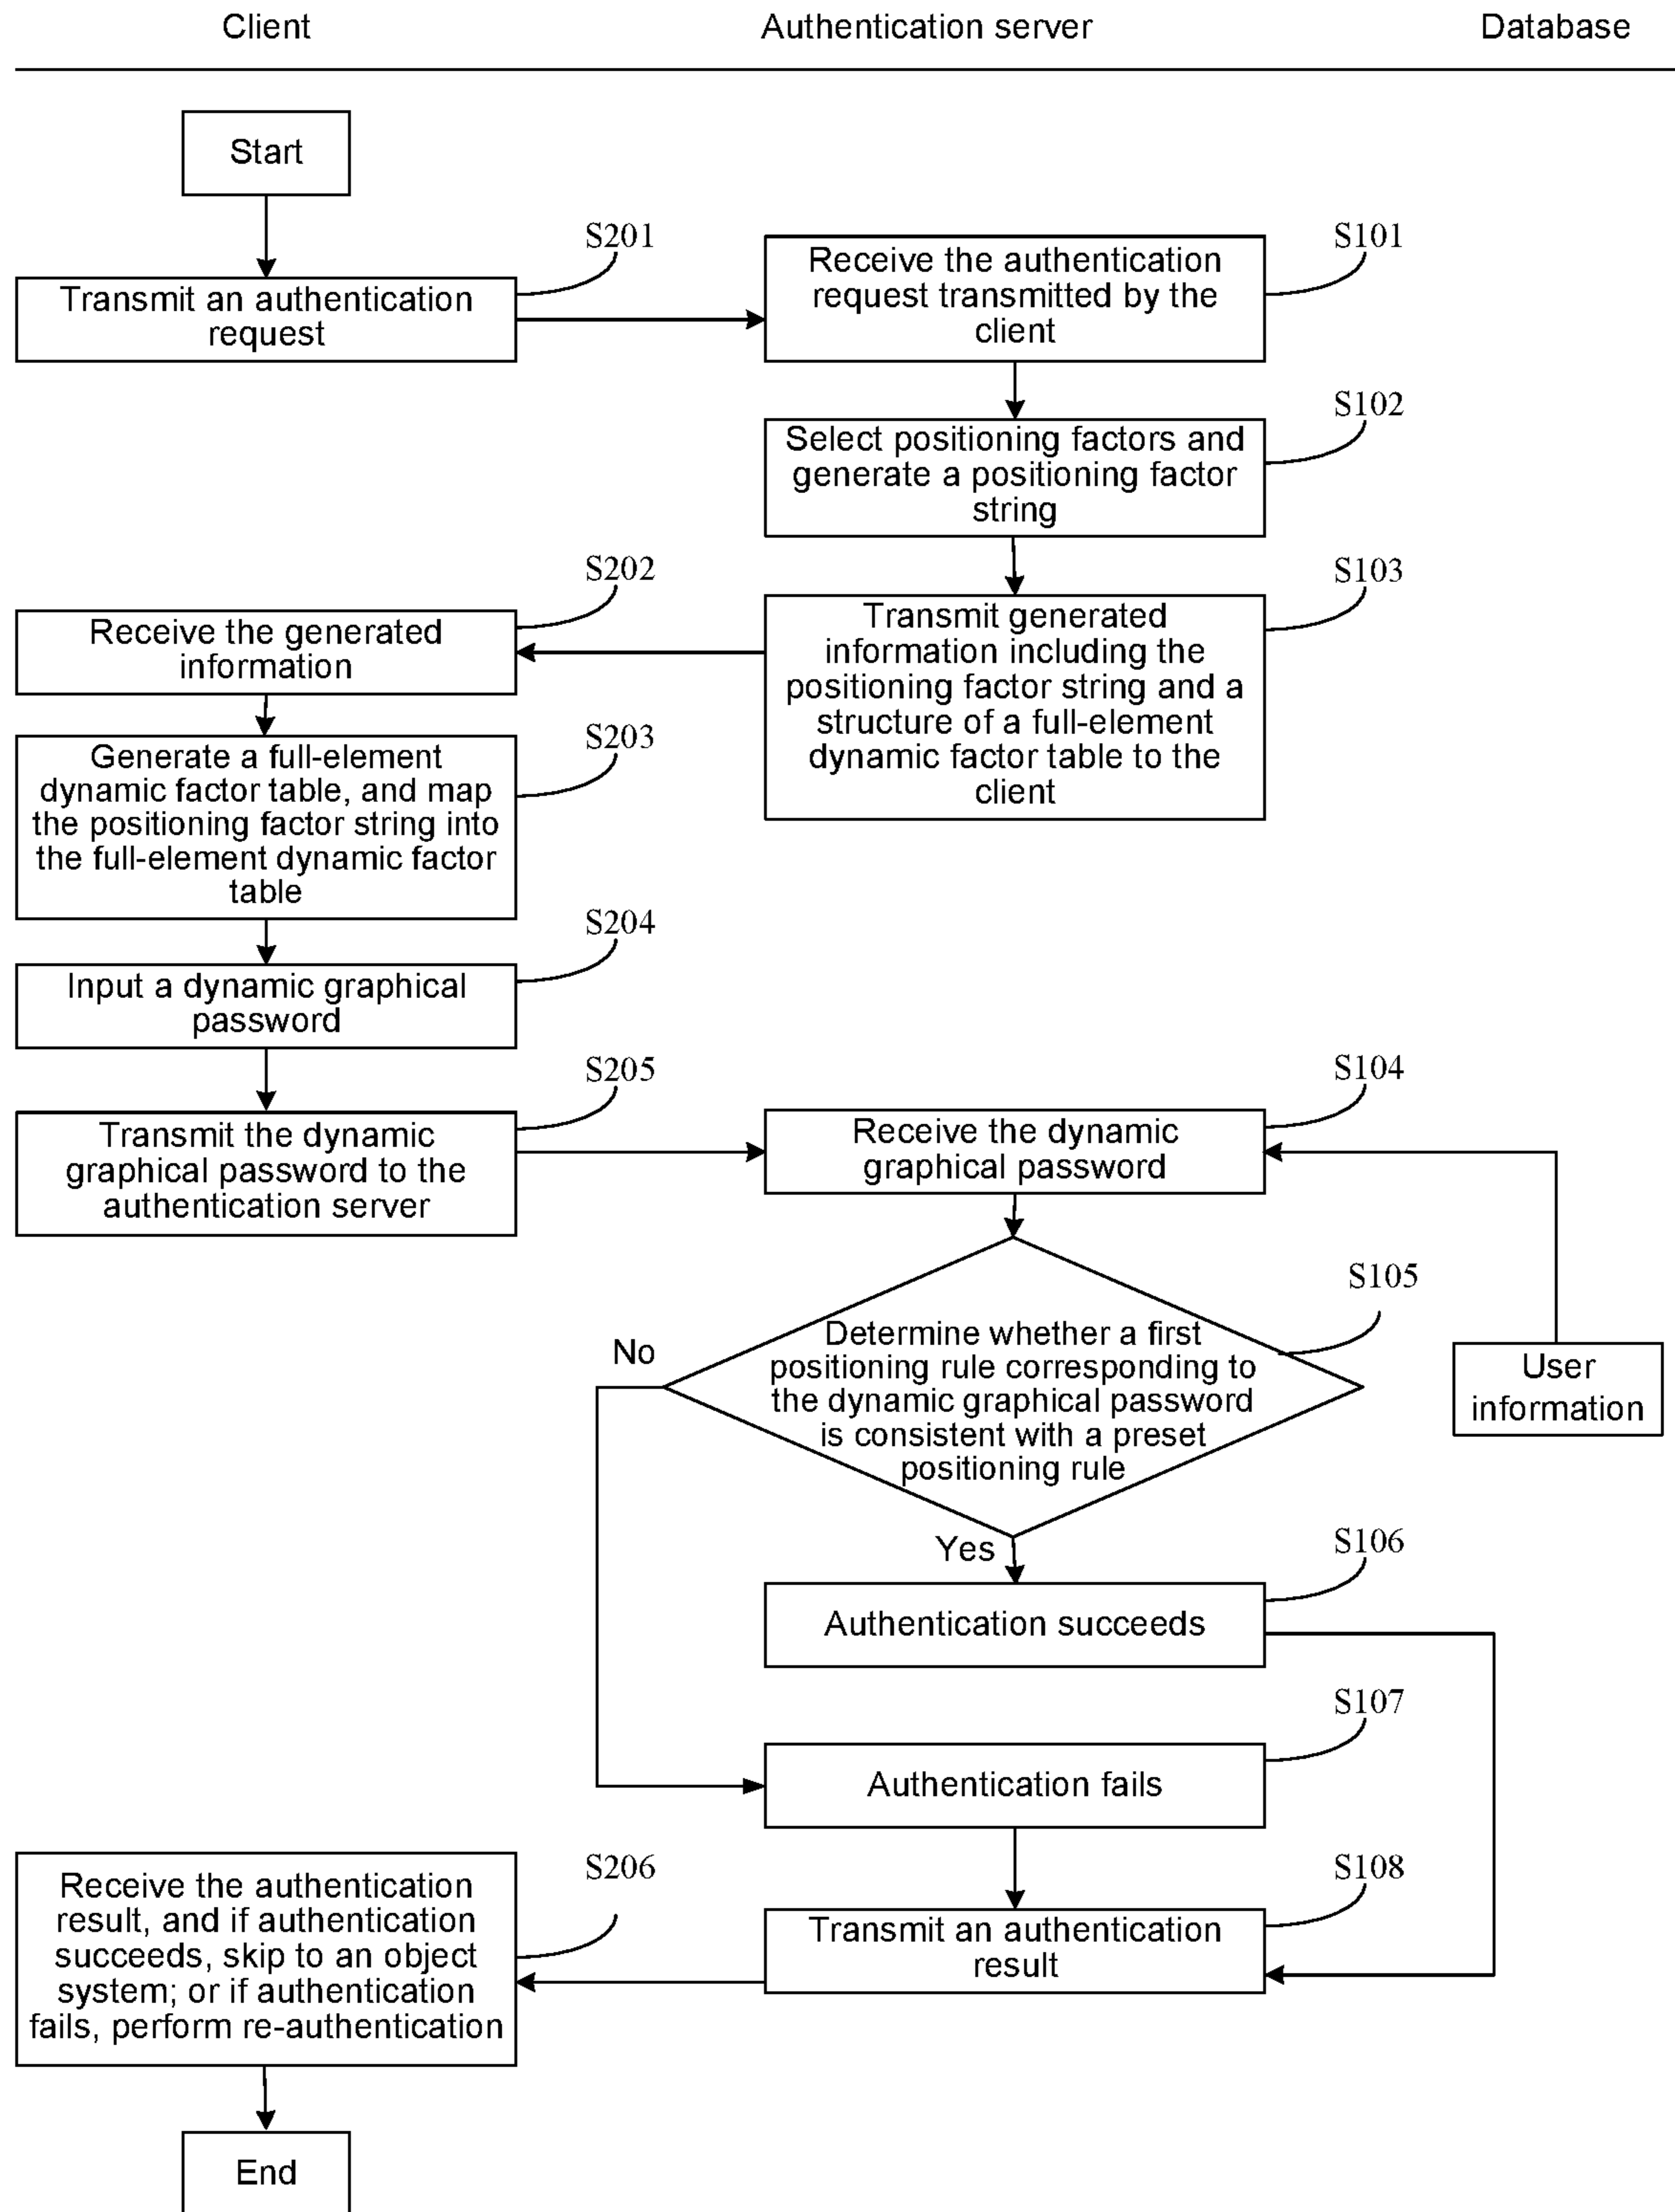 Client
Authentication server
Database
Start
S201
Transmit an authentication
request
S101
Receive the authentication
request transmitted by the
client
S102
Select positioning factors and
generate a positioning factor
string
S202
Receive the generated
information
S103
Transmit generated
information including the
positioning factor string and a
structure of a full-element
dynamic factor table to the
client
S203
Generate a full-element
dynamic factor table, and map
the positioning factor string into
the full-element dynamic factor
table
S204
Input a dynamic graphical
password
S205
Transmit the dynamic
graphical password to the
authentication server
S104
Receive the dynamic
graphical password
S105
No
Determine whether a first
positioning rule corresponding to
the dynamic graphical password
is consistent with a preset
positioning rule
User
information
Yes
S106
Authentication succeeds
S107
Authentication fails
S206
Receive the authentication
result, and if authentication
succeeds, skip to an object
system; or if authentication
fails, perform re-authentication
S108
Transmit an authentication
result
End